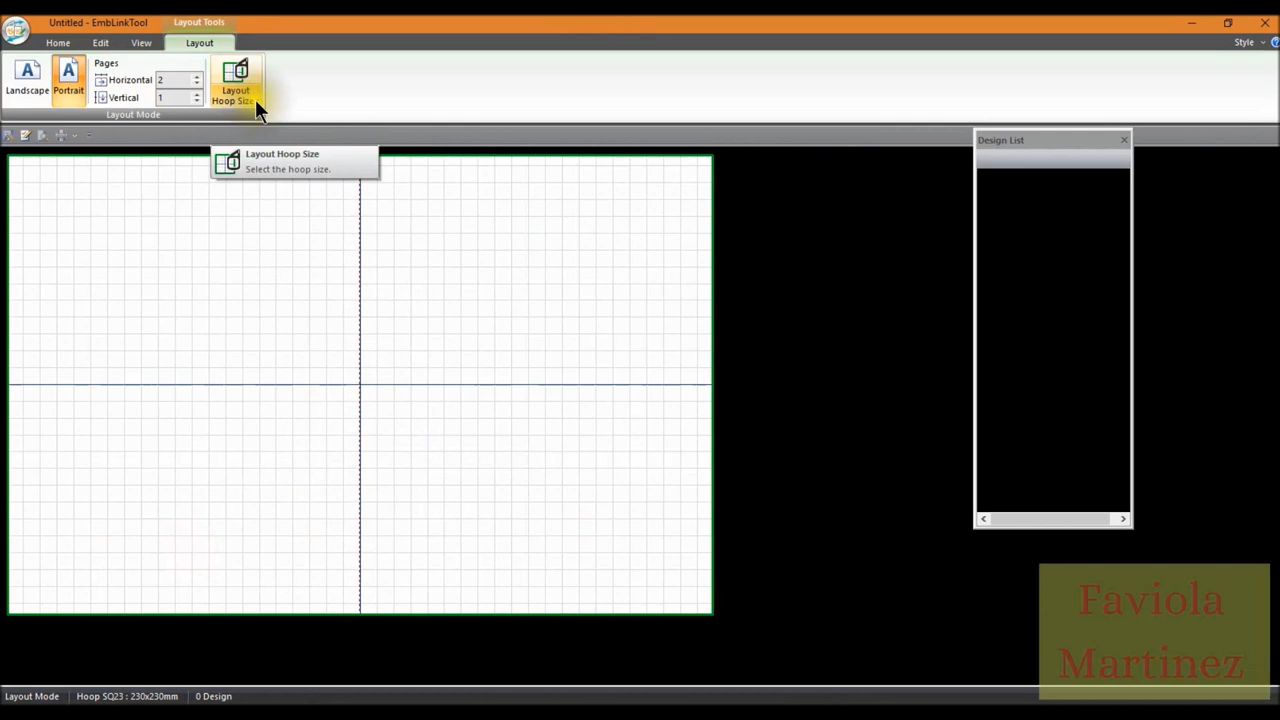 Untitled - EmbLinkTool
Layout Tools
Home
Edit
View
Layout
Style
Landscape
Portrait
Pages
Horizontal 2
Vertical 1
Layout
Hoop Size
Layout Mode
Layout Hoop Size
Select the hoop size.
Design List
Faviola
Martinez
Layout Mode
Hoop SQ23 : 230x230mm
0 Design